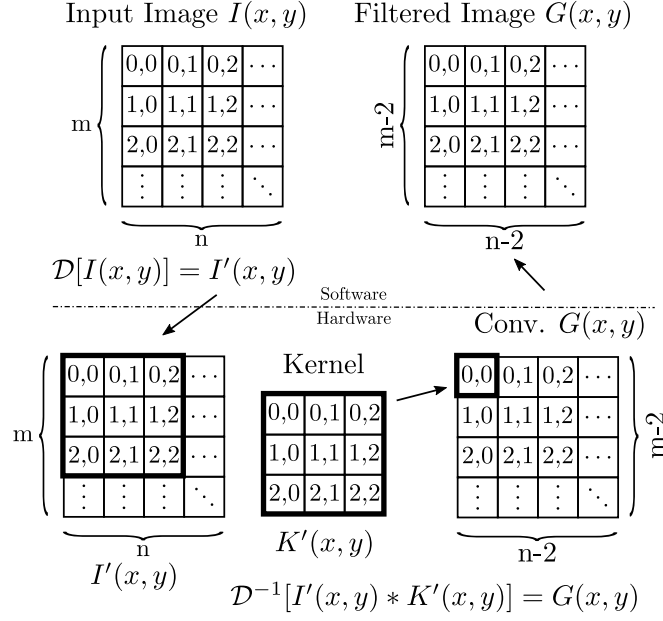 Input Image I(x, y)
Filtered Image G(x, y)
m
0,0 0,1 0,2 ⋯
1,0 1,1 1,2 ⋯
2,0 2,1 2,2 ⋯
⋮ ⋮ ⋮ ⋱
n
m-2
0,0 0,1 0,2 ⋯
1,0 1,1 1,2 ⋯
2,0 2,1 2,2 ⋯
⋮ ⋮ ⋮ ⋱
n-2
𝒟[I(x, y)] = I′(x, y)
Software
Hardware
m
0,0 0,1 0,2 ⋯
1,0 1,1 1,2 ⋯
2,0 2,1 2,2 ⋯
⋮ ⋮ ⋮ ⋱
n
I′(x, y)
Kernel
0,0 0,1 0,2
1,0 1,1 1,2
2,0 2,1 2,2
K′(x, y)
Conv. G(x, y)
0,0 0,1 0,2 ⋯
1,0 1,1 1,2 ⋯
2,0 2,1 2,2 ⋯
⋮ ⋮ ⋮ ⋱
m-2
n-2
𝒟⁻¹[I′(x, y) ∗ K′(x, y)] = G(x, y)